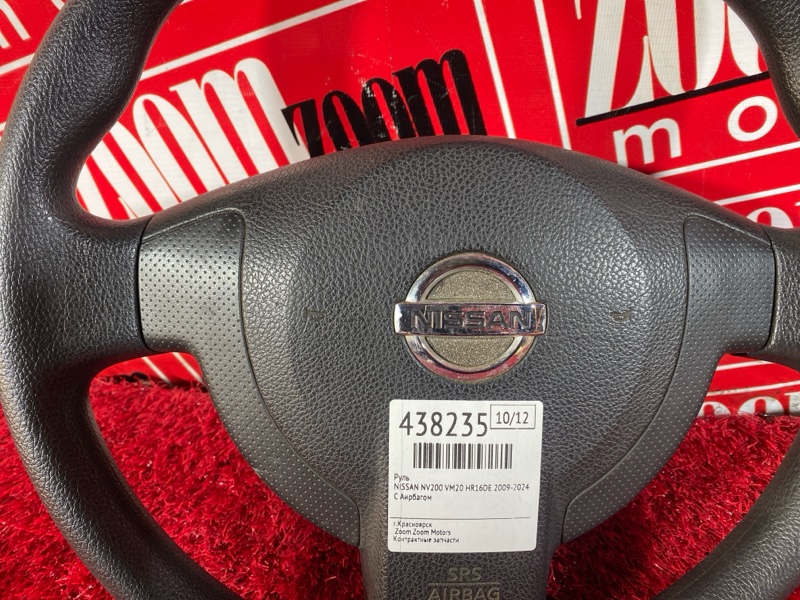 ZOOM
zoom
ZOOM
mo
NISSAN
438235 10/12
Руль
NISSAN NV200 VM20 HR16DE 2009-2024
С Аирбагом
г.Красноярск
Zoom Zoom Motors
Контрактные запчасти
SRS
AIRBAG